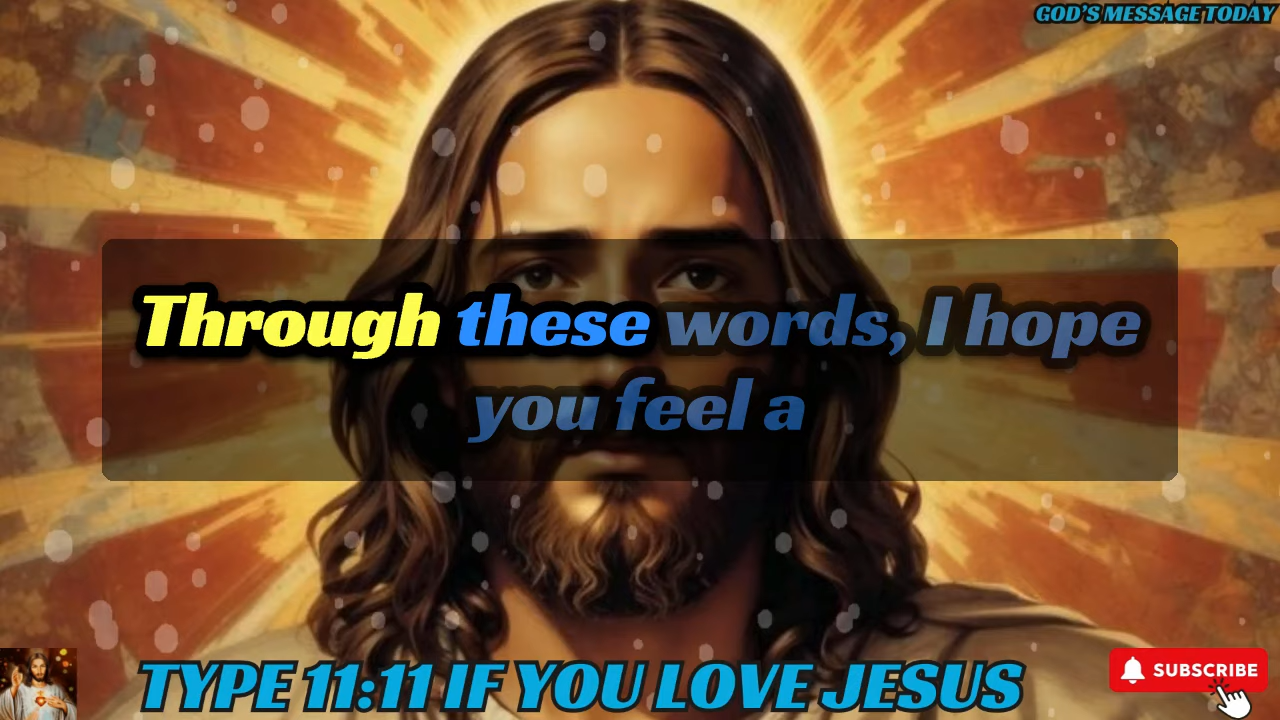 GOD'S MESSAGE TODAY
Through these words, I hope
you feel a
TYPE 11:11 IF YOU LOVE JESUS
SUBSCRIBE